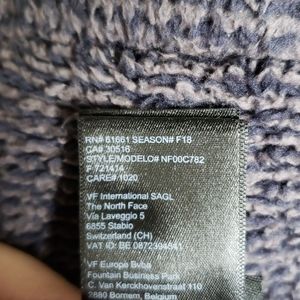 RN# 61661 SEASON# F18
CA# 30516
STYLE/MODELO# NF00C782
F 721414
CARE# 1020
VF International SAGL
The North Face
Via Laveggio 5
6855 Stabio
Switzerland (CH)
VAT ID: BE 0872394841
VF Europe Bvba
Fountain Business Park
C. Van Kerckhovenstraat 110
2880 Bornem, Belgium